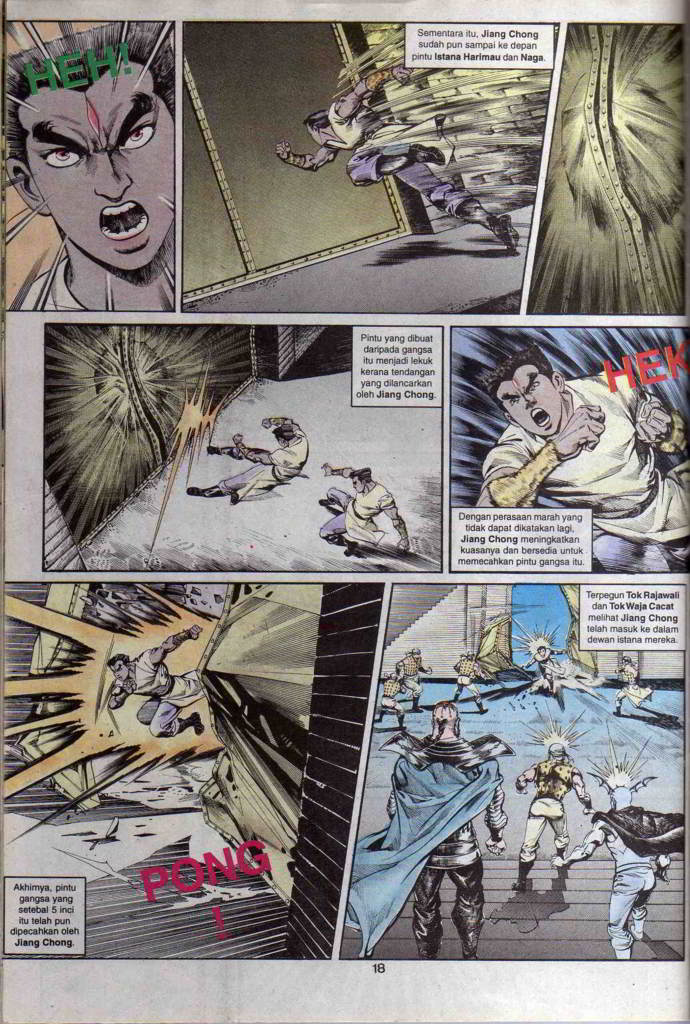 HEH!
Sementara itu, Jiang Chong
sudah pun sampai ke depan
pintu Istana Harimau dan Naga.
Pintu yang dibuat
daripada gangsa
itu menjadi lekuk
kerana tendangan
yang dilancarkan
oleh Jiang Chong.
HEK
Dengan perasaan marah yang
tidak dapat dikatakan lagi,
Jiang Chong meningkatkan
kuasanya dan bersedia untuk
memecahkan pintu gangsa itu.
Akhirnya, pintu
gangsa yang
setebal 5 inci
itu telah pun
dipecahkan oleh
Jiang Chong.
PONG
!
Terpegun Tok Rajawali
dan Tok Waja Cacat
melihat Jiang Chong
telah masuk ke dalam
dewan istana mereka.
18